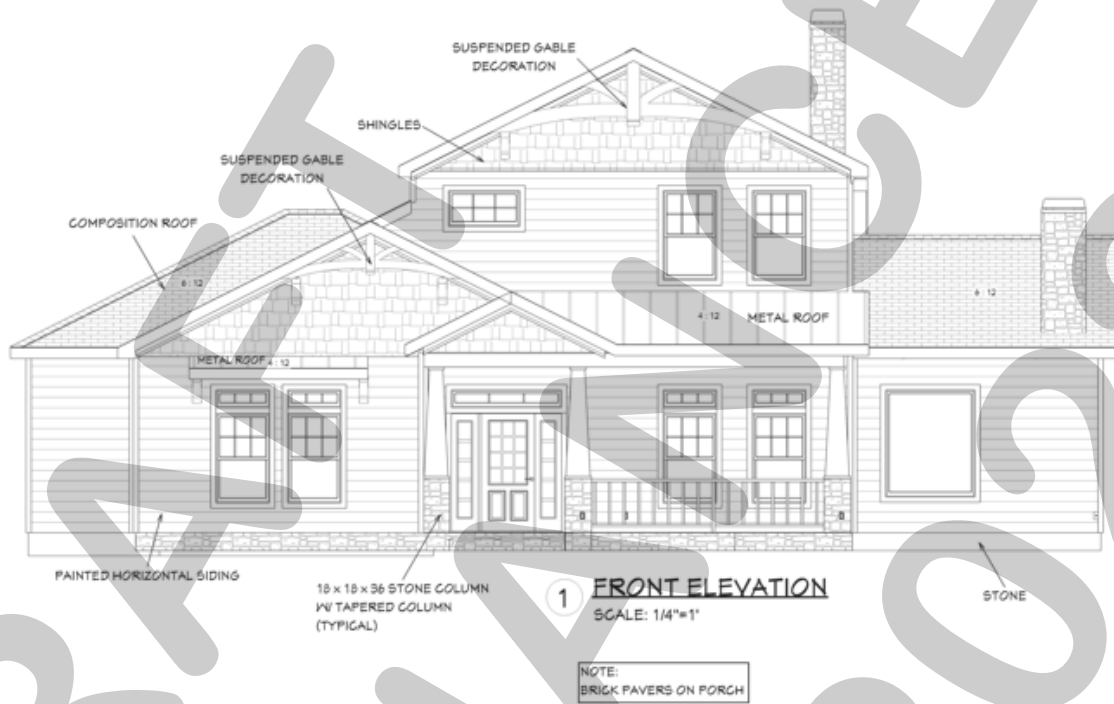 SUSPENDED GABLE
DECORATION
SHINGLES
SUSPENDED GABLE
DECORATION
COMPOSITION ROOF
8:12
6:12
4:12
METAL ROOF
METAL ROOF 4:12
PAINTED HORIZONTAL SIDING
18 x 18 x 36 STONE COLUMN
W/ TAPERED COLUMN
(TYPICAL)
1
FRONT ELEVATION
SCALE: 1/4"=1'
STONE
NOTE:
BRICK PAVERS ON PORCH